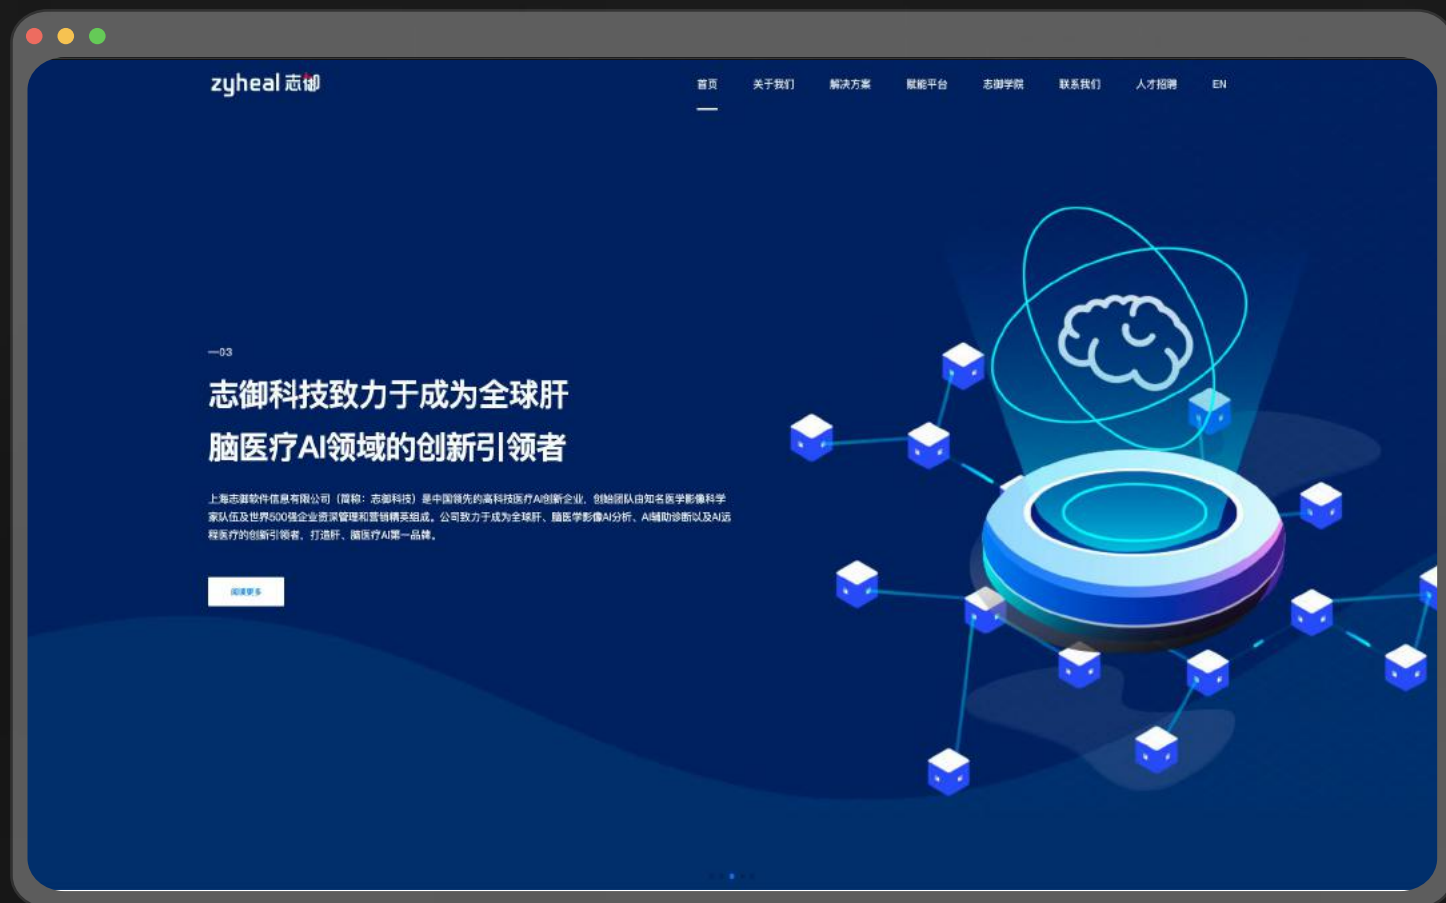 zyheal 志御
首页 关于我们 解决方案 赋能平台 志御学院 联系我们 人才招聘 EN
—03
志御科技致力于成为全球肝
脑医疗AI领域的创新引领者
上海志御软件信息有限公司（简称：志御科技）是中国领先的高科技医疗AI创新企业，创始团队由知名医学影像科学
家队伍及世界500强企业资深管理和营销精英组成。公司致力于成为全球肝、脑医学影像AI分析、AI辅助诊断以及AI远
程医疗的创新引领者，打造肝、脑医疗AI第一品牌。
阅读更多